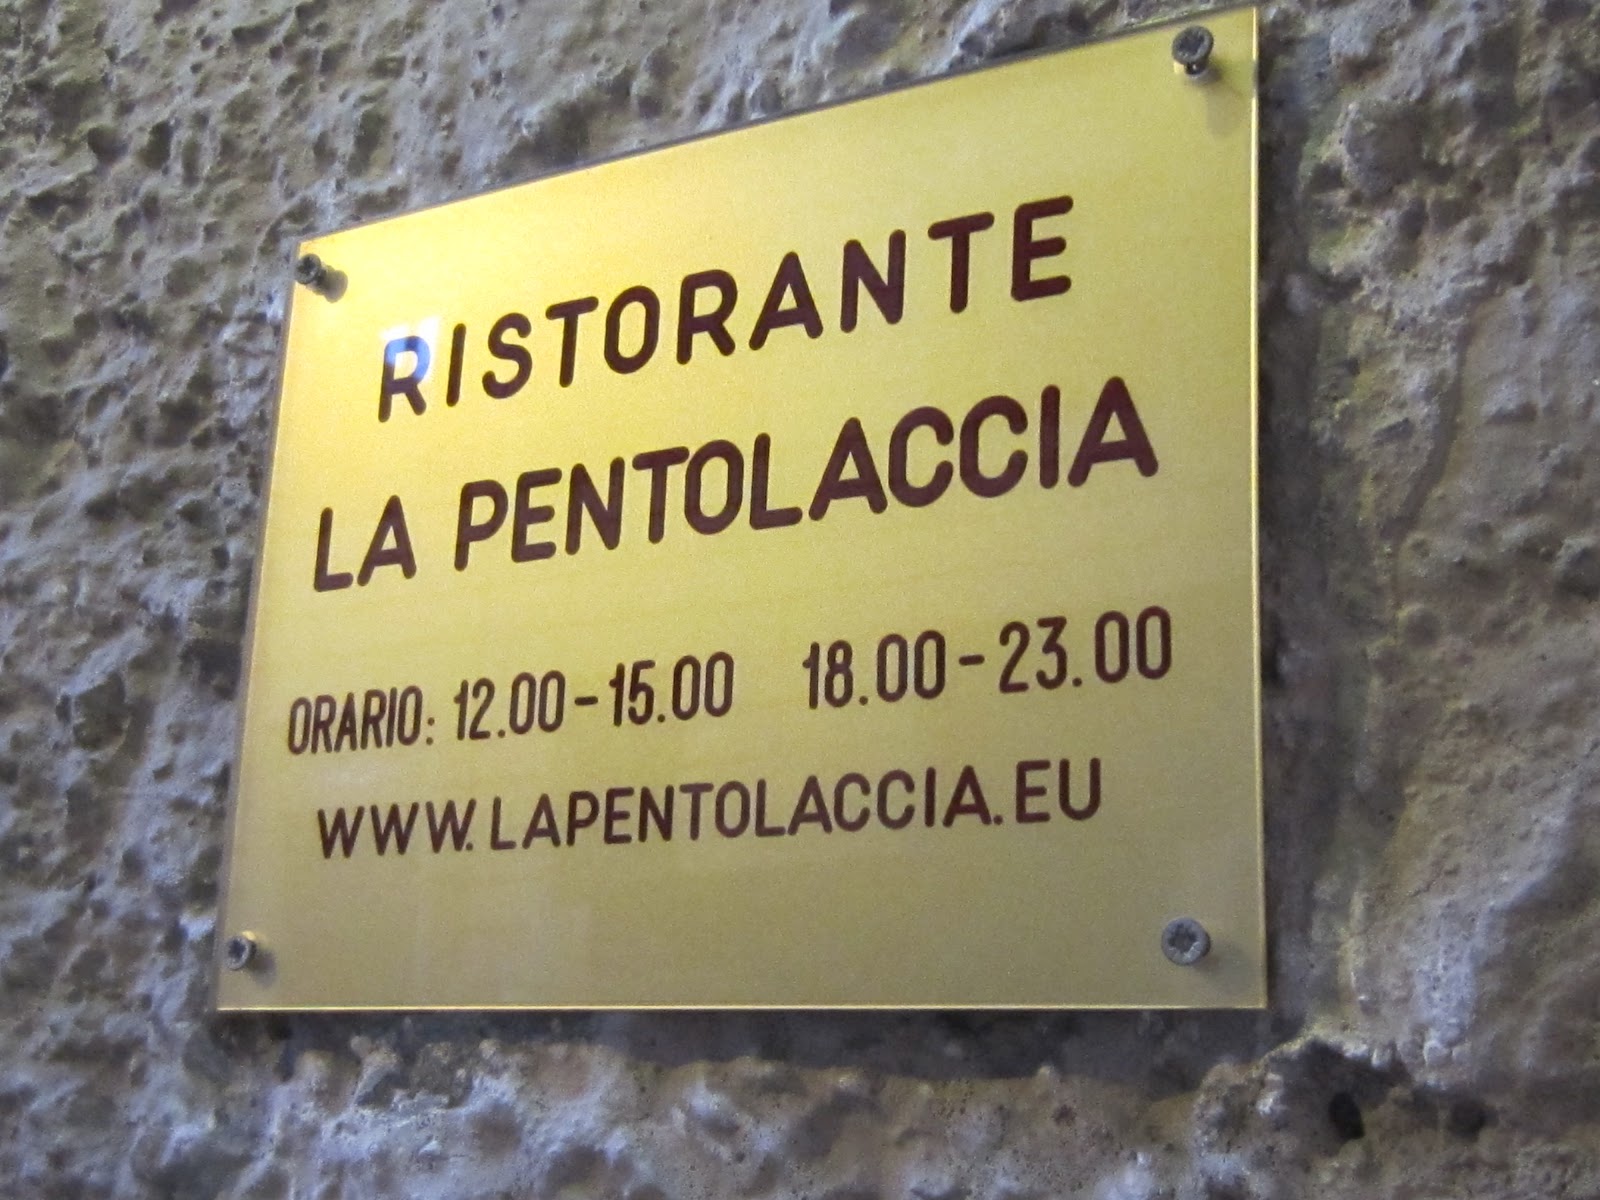 RISTORANTE
LA PENTOLACCIA
ORARIO: 12.00-15.00 18.00-23.00
WWW.LAPENTOLACCIA.EU